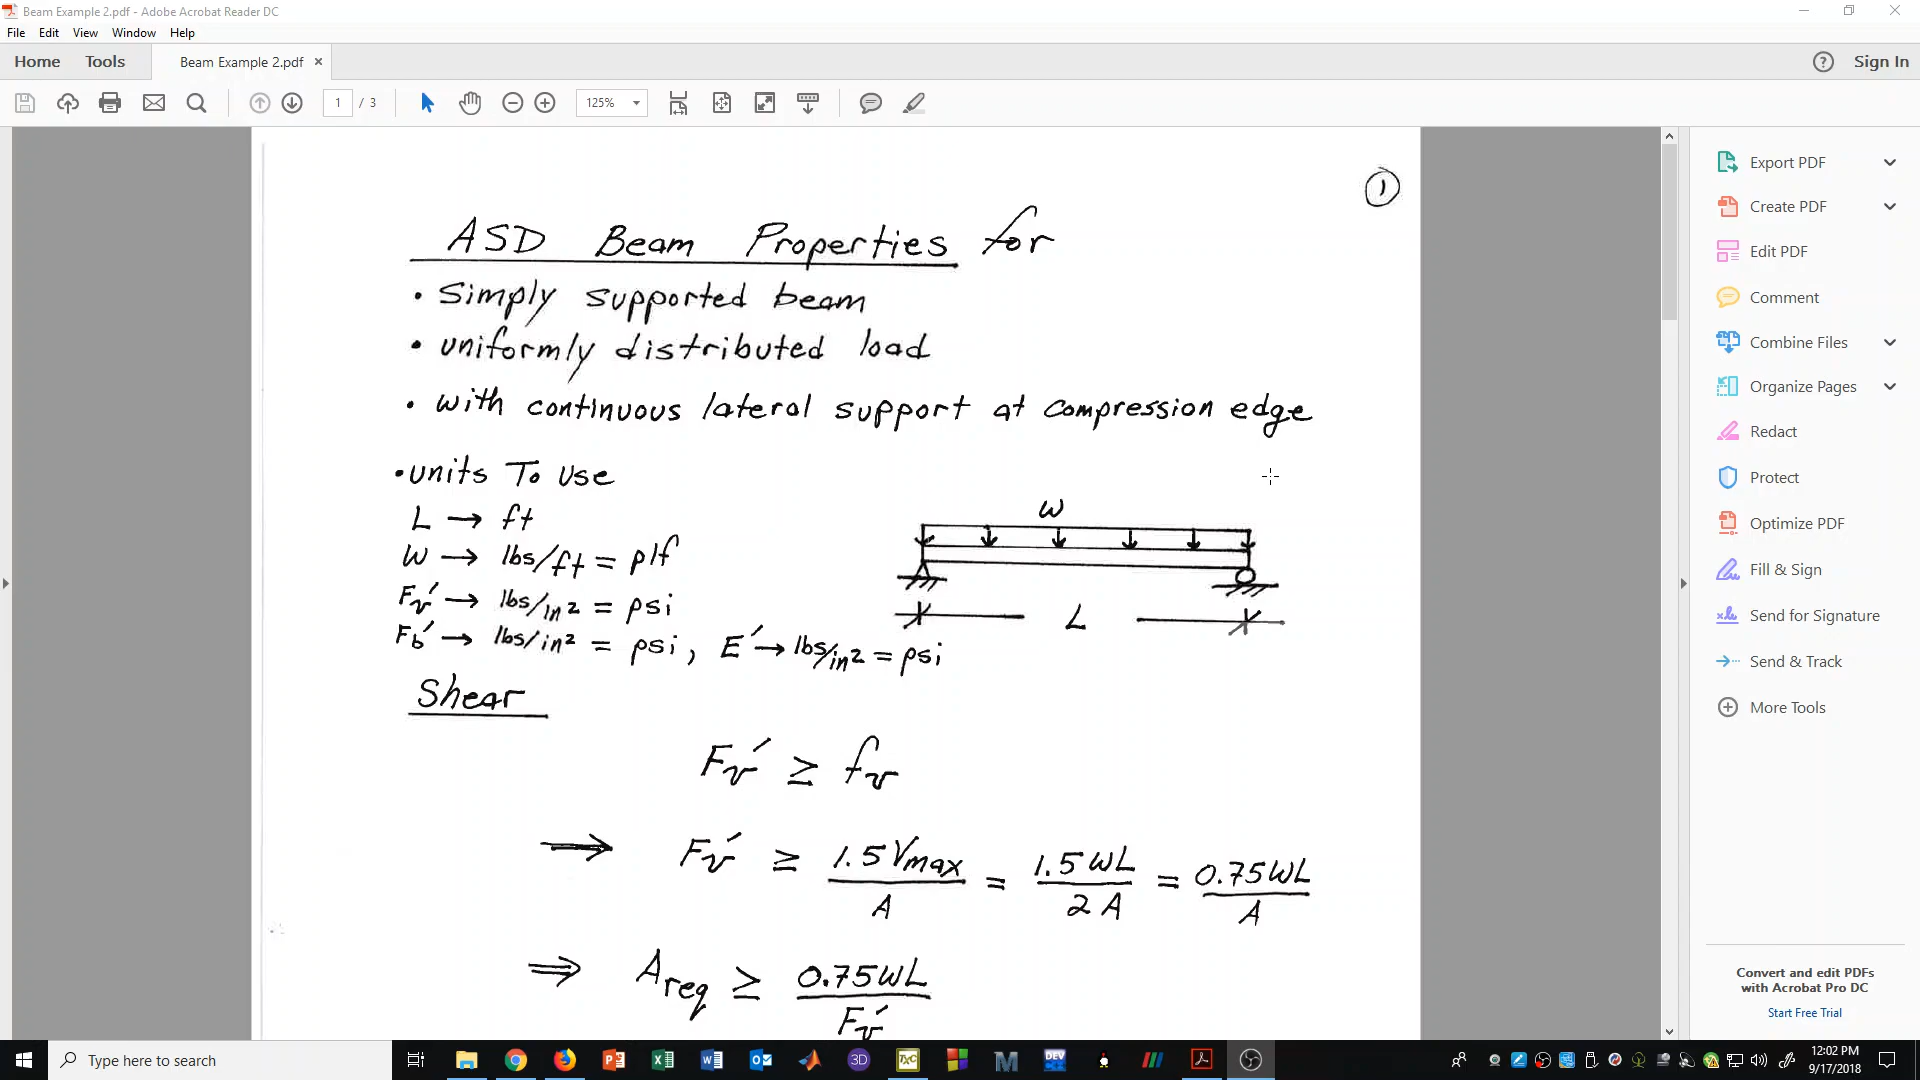 Beam Example 2.pdf - Adobe Acrobat Reader DC
File Edit View Window Help
Home Tools Beam Example 2.pdf × Sign In
1 / 3 125%
①
ASD Beam Properties for
• Simply supported beam
• uniformly distributed load
• with continuous lateral support at compression edge
• units To Use
L → ft
W → lbs/ft = plf
Fv′ → lbs/in² = psi
Fb′ → lbs/in² = psi, E′ → lbs/in² = psi
W
L
Shear
Fv′ ≥ fv
→ Fv′ ≥ 1.5Vmax/A = 1.5WL/2A = 0.75WL/A
⇒ Areq ≥ 0.75WL/Fv′
Export PDF
Create PDF
Edit PDF
Comment
Combine Files
Organize Pages
Redact
Protect
Optimize PDF
Fill & Sign
Send for Signature
Send & Track
More Tools
Convert and edit PDFs
with Acrobat Pro DC
Start Free Trial
Type here to search
3D
TXC
DEV
12:02 PM
9/17/2018